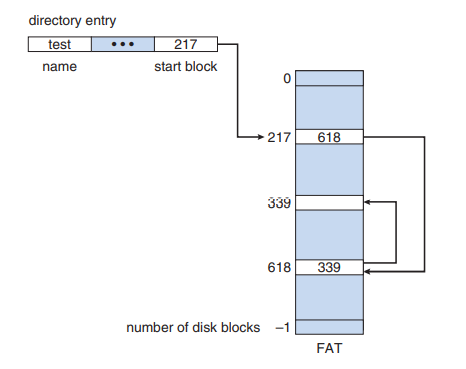 directory entry
test ••• 217
name start block
0
217 618
339
618 339
number of disk blocks –1
FAT